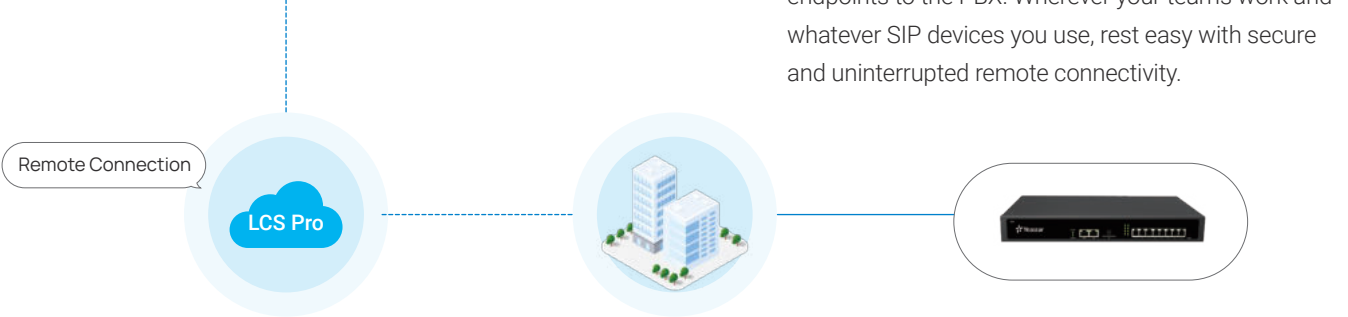 endpoints to the PBX. Wherever your teams work and
whatever SIP devices you use, rest easy with secure
and uninterrupted remote connectivity.
Remote Connection
LCS Pro
Yeastar